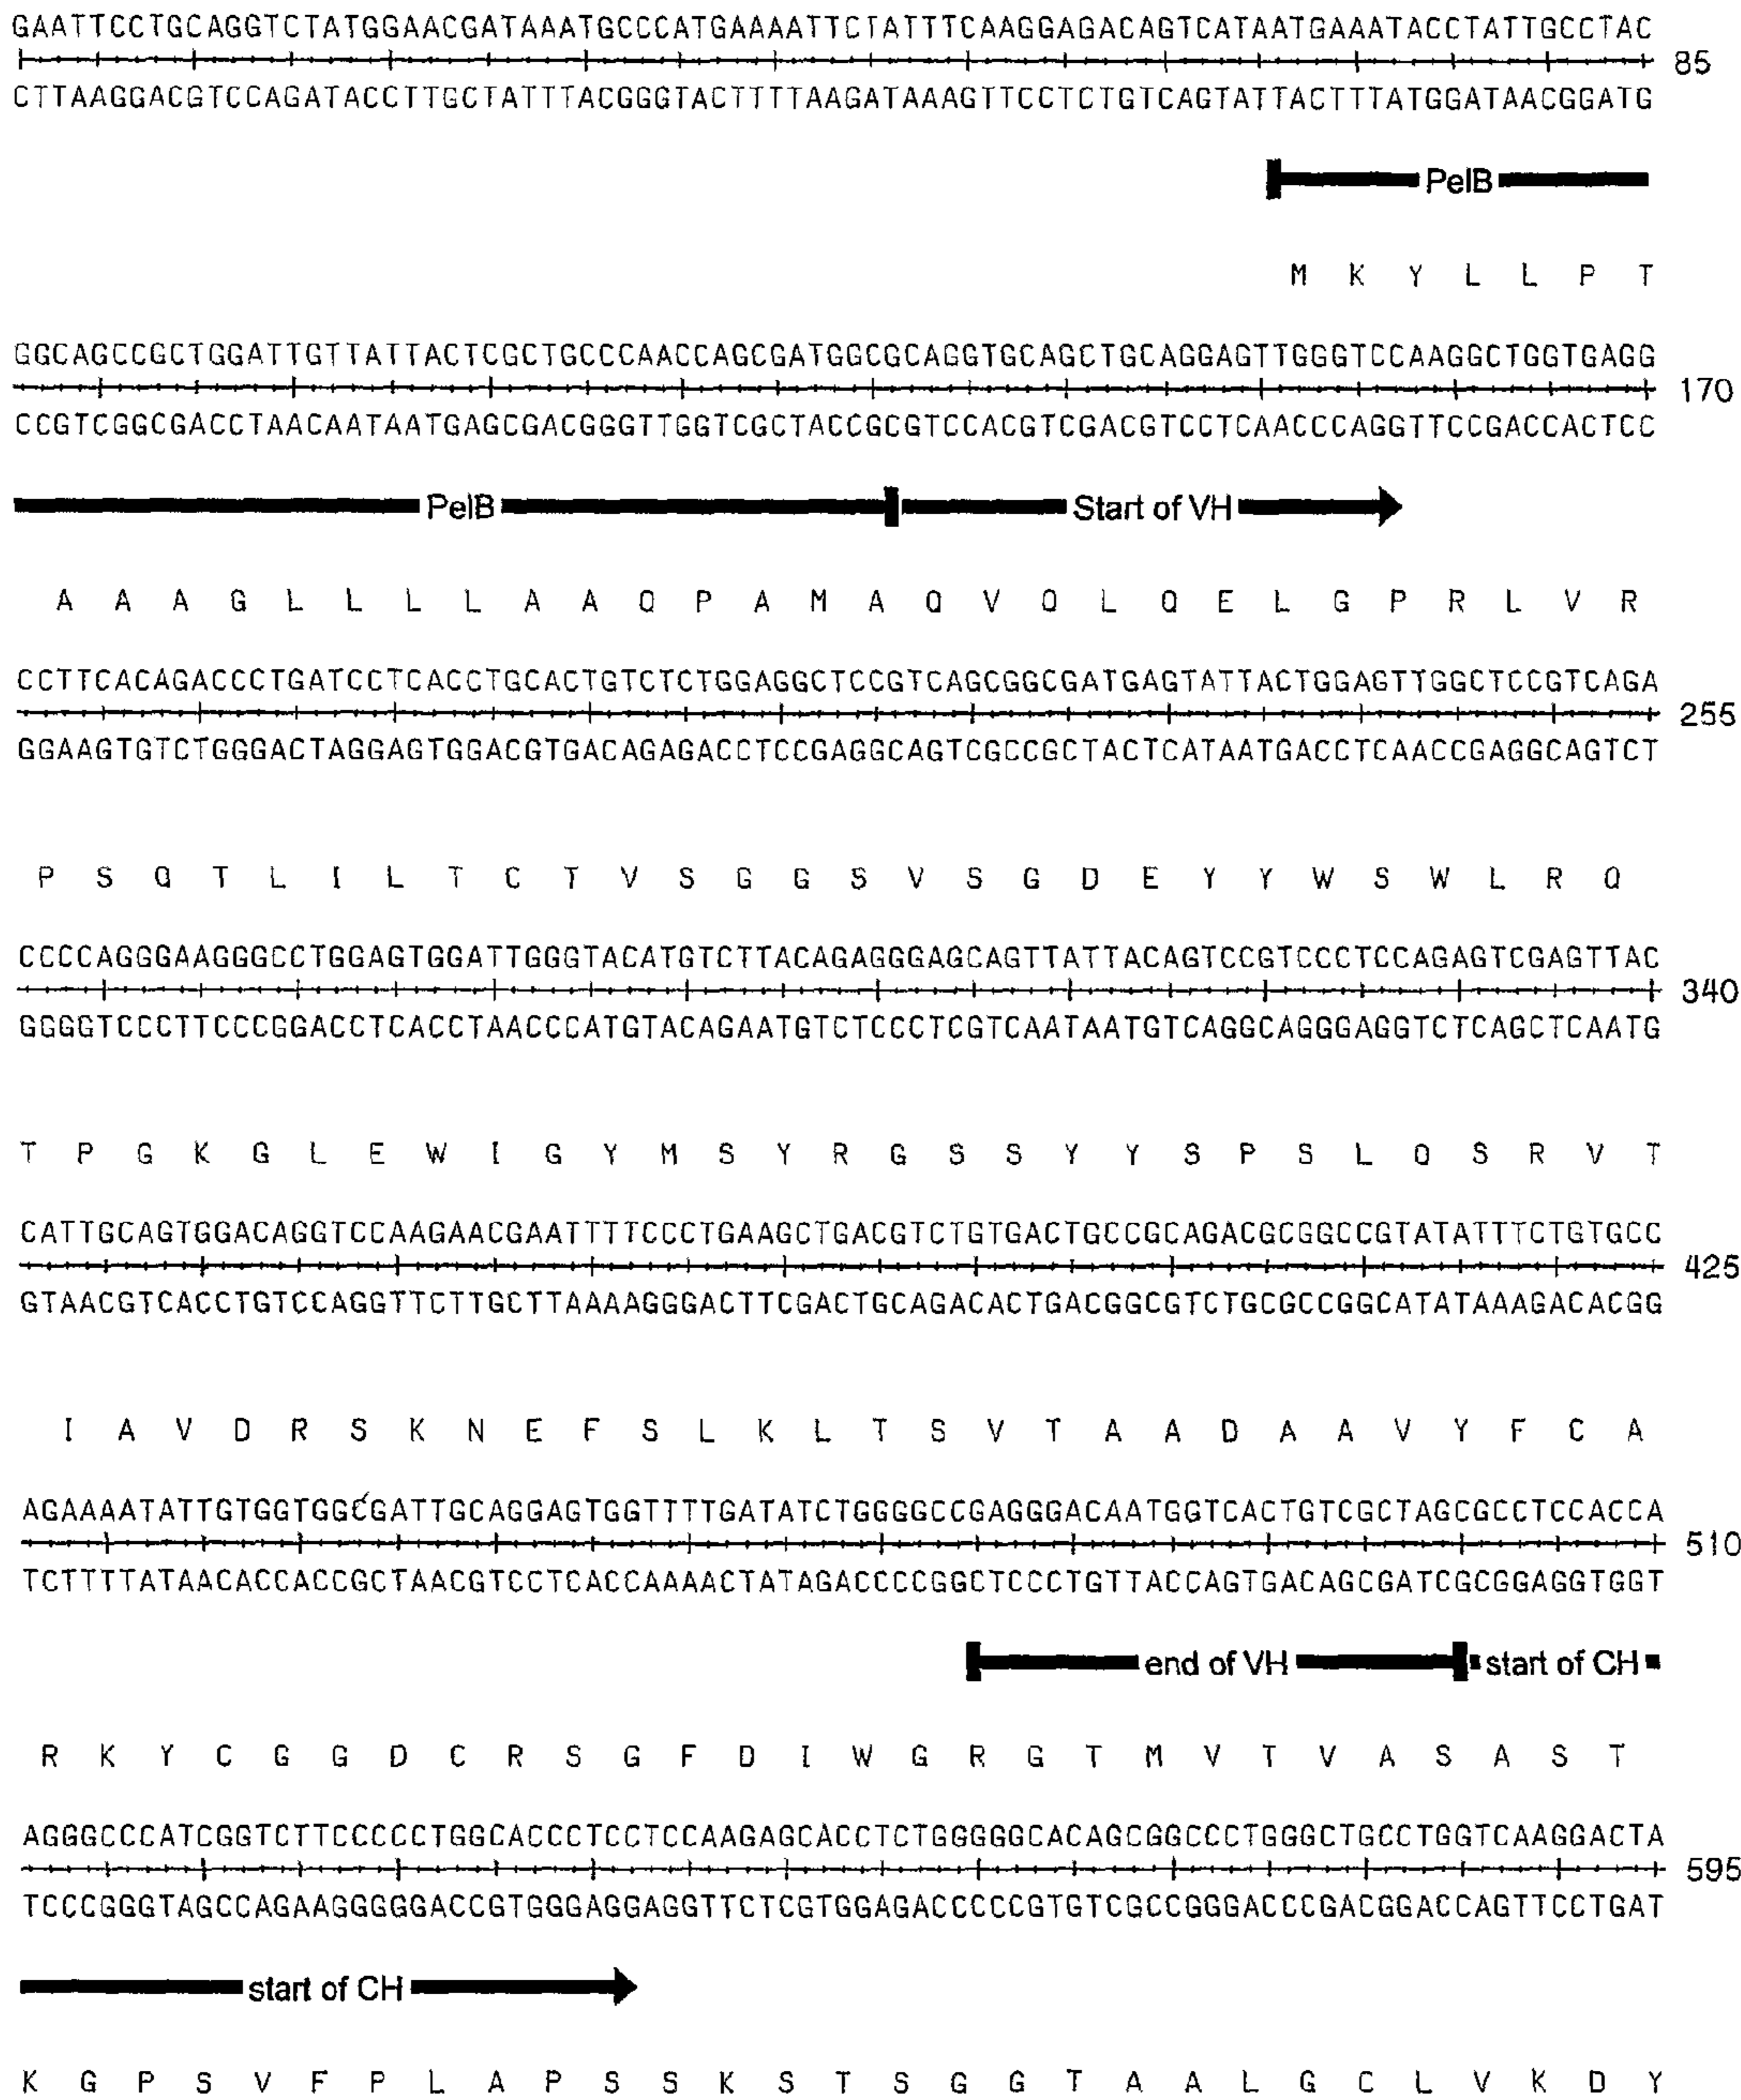 GAATTCCTGCAGGTCTATGGAACGATAAATGCCCATGAAAATTCTATTTCAAGGAGACAGTCATAATGAAATACCTATTGCCTAC
85
CTTAAGGACGTCCAGATACCTTGCTATTTACGGGTACTTTTAAGATAAAGTTCCTCTGTCAGTATTACTTTATGGATAACGGATG
PelB
M K Y L L P T
GGCAGCCGCTGGATTGTTATTACTCGCTGCCCAACCAGCGATGGCGCAGGTGCAGCTGCAGGAGTTGGGTCCAAGGCTGGTGAGG
170
CCGTCGGCGACCTAACAATAATGAGCGACGGGTTGGTCGCTACCGCGTCCACGTCGACGTCCTCAACCCAGGTTCCGACCACTCC
PelB Start of VH
A A A G L L L L A A Q P A M A Q V Q L Q E L G P R L V R
CCTTCACAGACCCTGATCCTCACCTGCACTGTCTCTGGAGGCTCCGTCAGCGGCGATGAGTATTACTGGAGTTGGCTCCGTCAGA
255
GGAAGTGTCTGGGACTAGGAGTGGACGTGACAGAGACCTCCGAGGCAGTCGCCGCTACTCATAATGACCTCAACCGAGGCAGTCT
P S Q T L I L T C T V S G G S V S G D E Y Y W S W L R Q
CCCCAGGGAAGGGCCTGGAGTGGATTGGGTACATGTCTTACAGAGGGAGCAGTTATTACAGTCCGTCCCTCCAGAGTCGAGTTAC
340
GGGGTCCCTTCCCGGACCTCACCTAACCCATGTACAGAATGTCTCCCTCGTCAATAATGTCAGGCAGGGAGGTCTCAGCTCAATG
T P G K G L E W I G Y M S Y R G S S Y Y S P S L Q S R V T
CATTGCAGTGGACAGGTCCAAGAACGAATTTTCCCTGAAGCTGACGTCTGTGACTGCCGCAGACGCGGCCGTATATTTCTGTGCC
425
GTAACGTCACCTGTCCAGGTTCTTGCTTAAAAGGGACTTCGACTGCAGACACTGACGGCGTCTGCGCCGGCATATAAAGACACGG
I A V D R S K N E F S L K L T S V T A A D A A V Y F C A
AGAAAATATTGTGGTGGCGATTGCAGGAGTGGTTTTGATATCTGGGGCCGAGGGACAATGGTCACTGTCGCTAGCGCCTCCACCA
510
TCTTTTATAACACCACCGCTAACGTCCTCACCAAAACTATAGACCCCGGCTCCCTGTTACCAGTGACAGCGATCGCGGAGGTGGT
end of VH start of CH
R K Y C G G D C R S G F D I W G R G T M V T V A S A S T
AGGGCCCATCGGTCTTCCCCCTGGCACCCTCCTCCAAGAGCACCTCTGGGGGCACAGCGGCCCTGGGCTGCCTGGTCAAGGACTA
595
TCCCGGGTAGCCAGAAGGGGGACCGTGGGAGGAGGTTCTCGTGGAGACCCCCGTGTCGCCGGGACCCGACGGACCAGTTCCTGAT
start of CH
K G P S V F P L A P S S K S T S G G T A A L G C L V K D Y